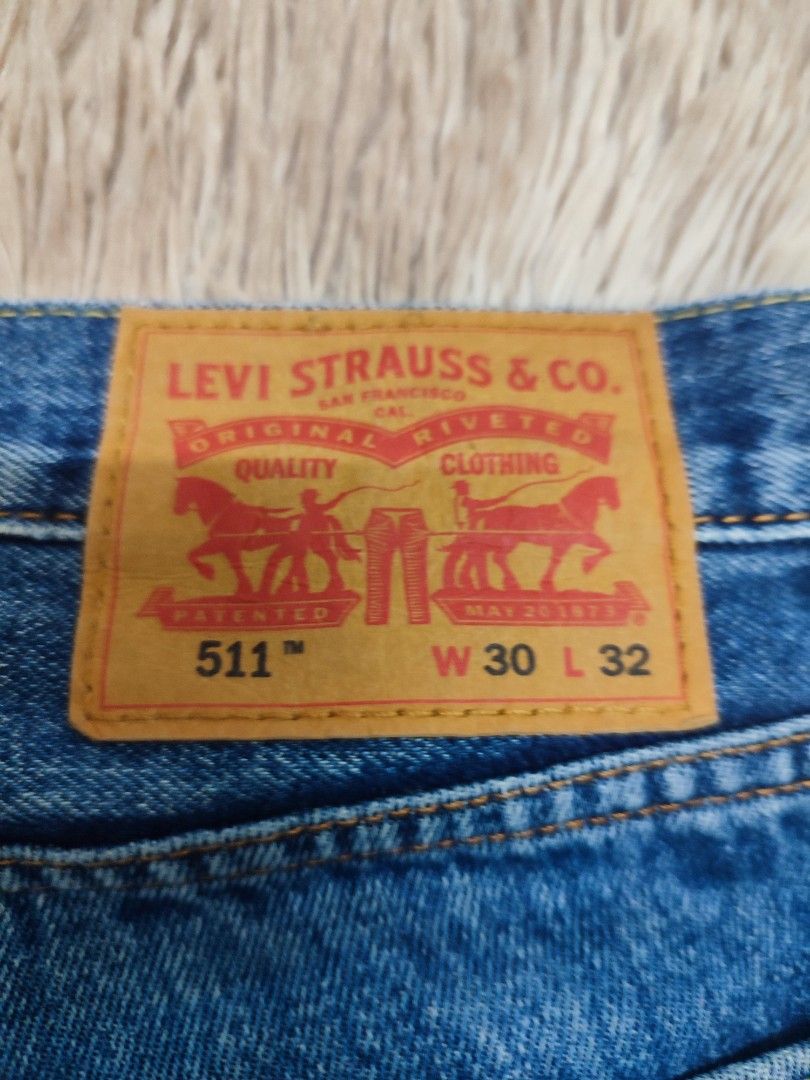 LEVI STRAUSS & CO.
SAN FRANCISCO
CAL.
ORIGINAL RIVETED
QUALITY CLOTHING
PATENTED MAY 20 1873 ®
511™ W 30 L 32